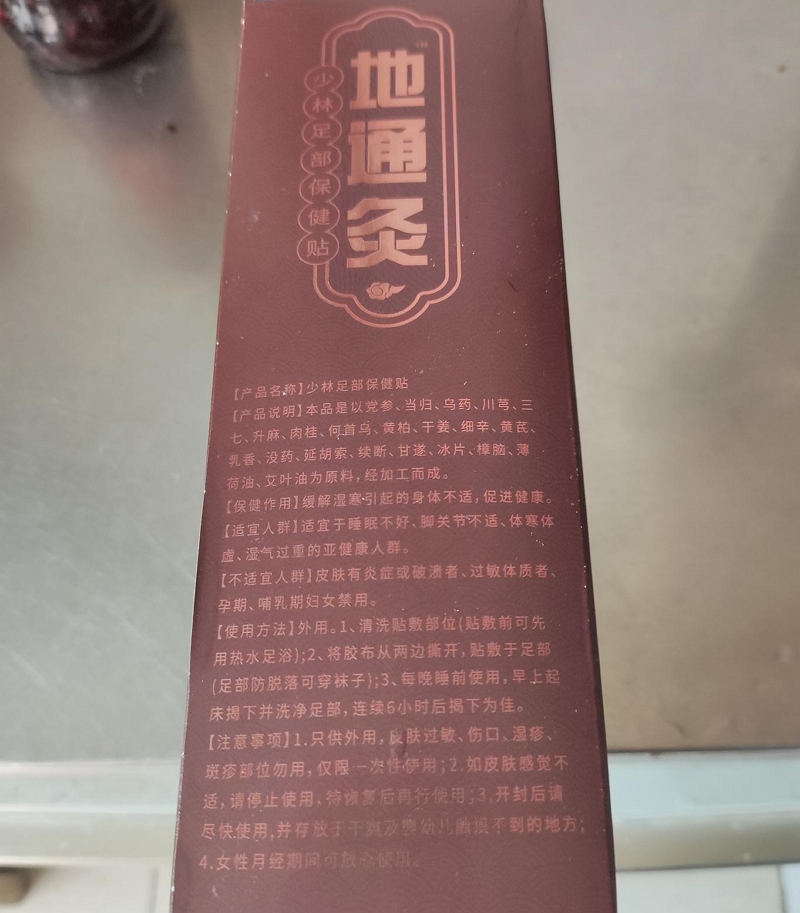 地通灸
TM
少林足部保健贴
【产品名称】少林足部保健贴
【产品说明】本品是以党参、当归、乌药、川芎、三
七、升麻、肉桂、何首乌、黄柏、干姜、细辛、黄芪、
乳香、没药、延胡索、续断、甘遂、冰片、樟脑、薄
荷油、艾叶油为原料，经加工而成。
【保健作用】缓解湿寒引起的身体不适，促进健康。
【适宜人群】适宜于睡眠不好、脚关节不适、体寒体
虚、湿气过重的亚健康人群。
【不适宜人群】皮肤有炎症或破溃者、过敏体质者、
孕期、哺乳期妇女禁用。
【使用方法】外用。1、清洗贴敷部位(贴敷前可先
用热水足浴)；2、将胶布从两边撕开，贴敷于足部
(足部防脱落可穿袜子)；3、每晚睡前使用，早上起
床揭下并洗净足部，连续6小时后揭下为佳。
【注意事项】1.只供外用，皮肤过敏、伤口、湿疹、
斑疹部位勿用，仅限一次性使用；2.如皮肤感觉不
适，请停止使用，待恢复后再行使用；3.开封后请
尽快使用，并存放于干爽及婴幼儿触摸不到的地方；
4.女性月经期间可放心使用。